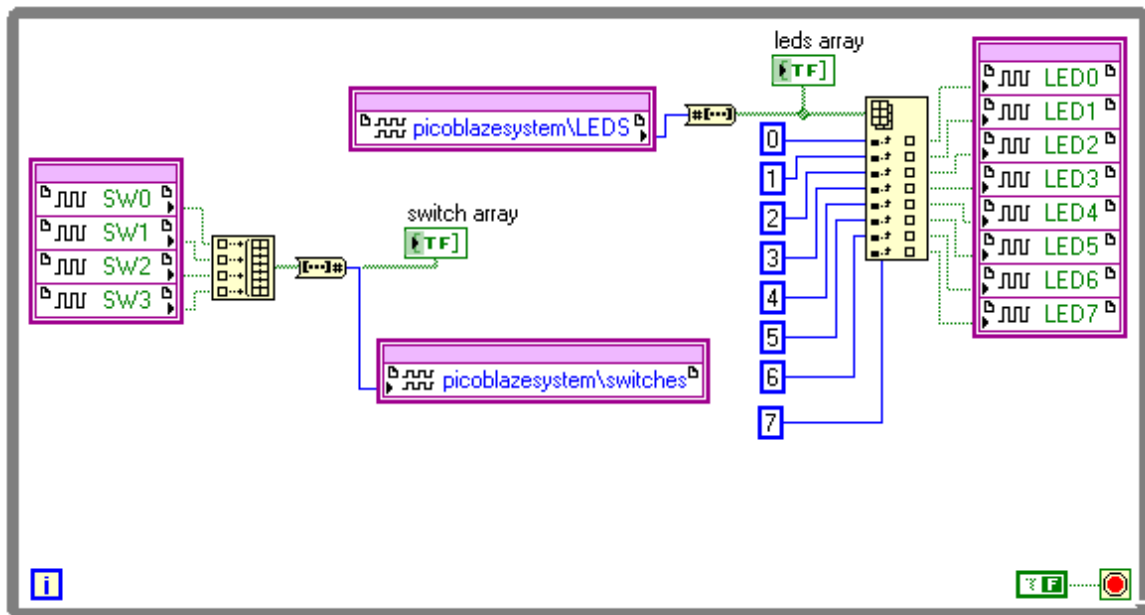 leds array
TF
picoblazesystem\LEDS
#[...]
LED0
LED1
LED2
LED3
LED4
LED5
LED6
LED7
0
1
2
3
4
5
6
7
SW0
SW1
SW2
SW3
switch array
TF
[...]#
picoblazesystem\switches
i
F